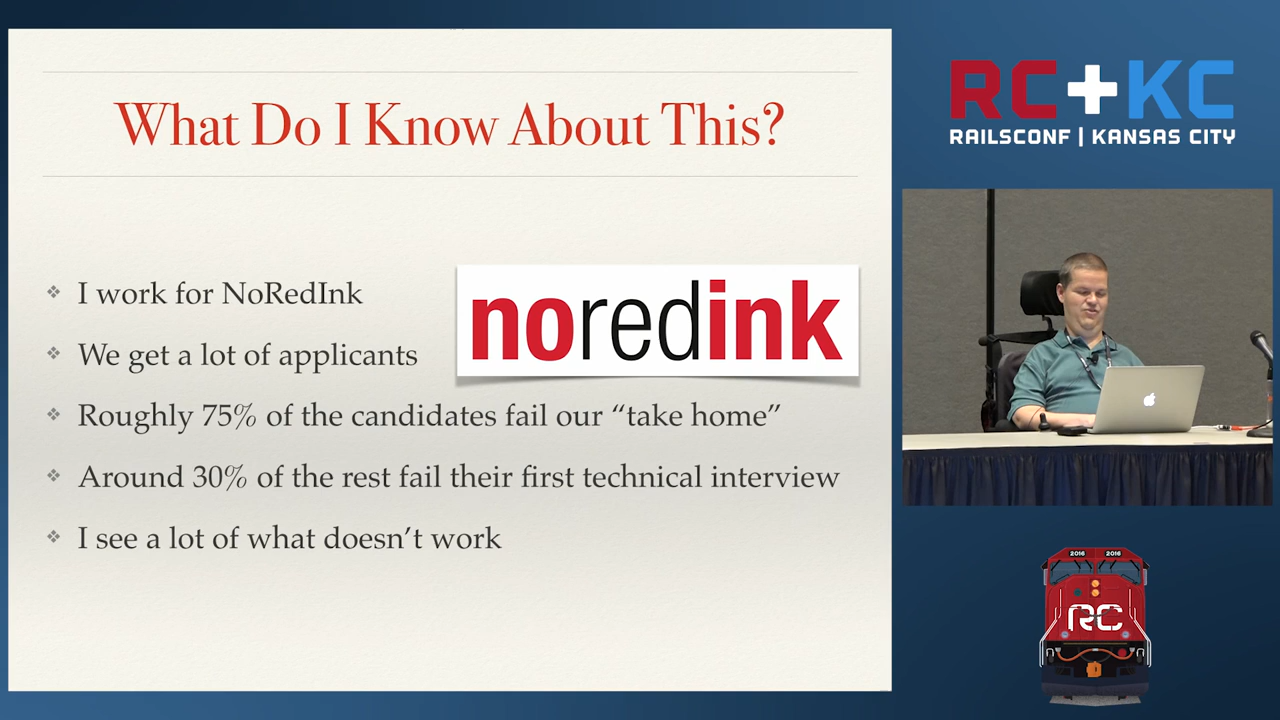 What Do I Know About This?
I work for NoRedInk
We get a lot of applicants
Roughly 75% of the candidates fail our “take home”
Around 30% of the rest fail their first technical interview
I see a lot of what doesn’t work
noredink
RC+KC
RAILSCONF | KANSAS CITY
2016 2016
RC